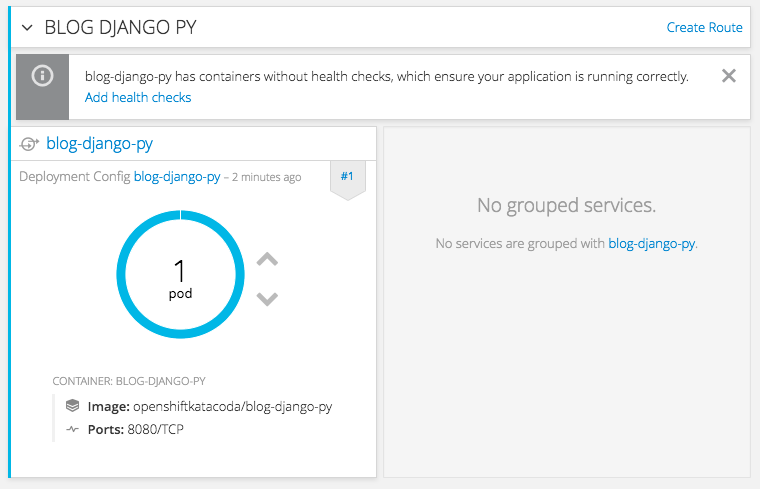 BLOG DJANGO PY
Create Route
blog-django-py has containers without health checks, which ensure your application is running correctly.
Add health checks
blog-django-py
Deployment Config blog-django-py – 2 minutes ago
#1
1
pod
CONTAINER: BLOG-DJANGO-PY
Image: openshiftkatacoda/blog-django-py
Ports: 8080/TCP
No grouped services.
No services are grouped with blog-django-py.